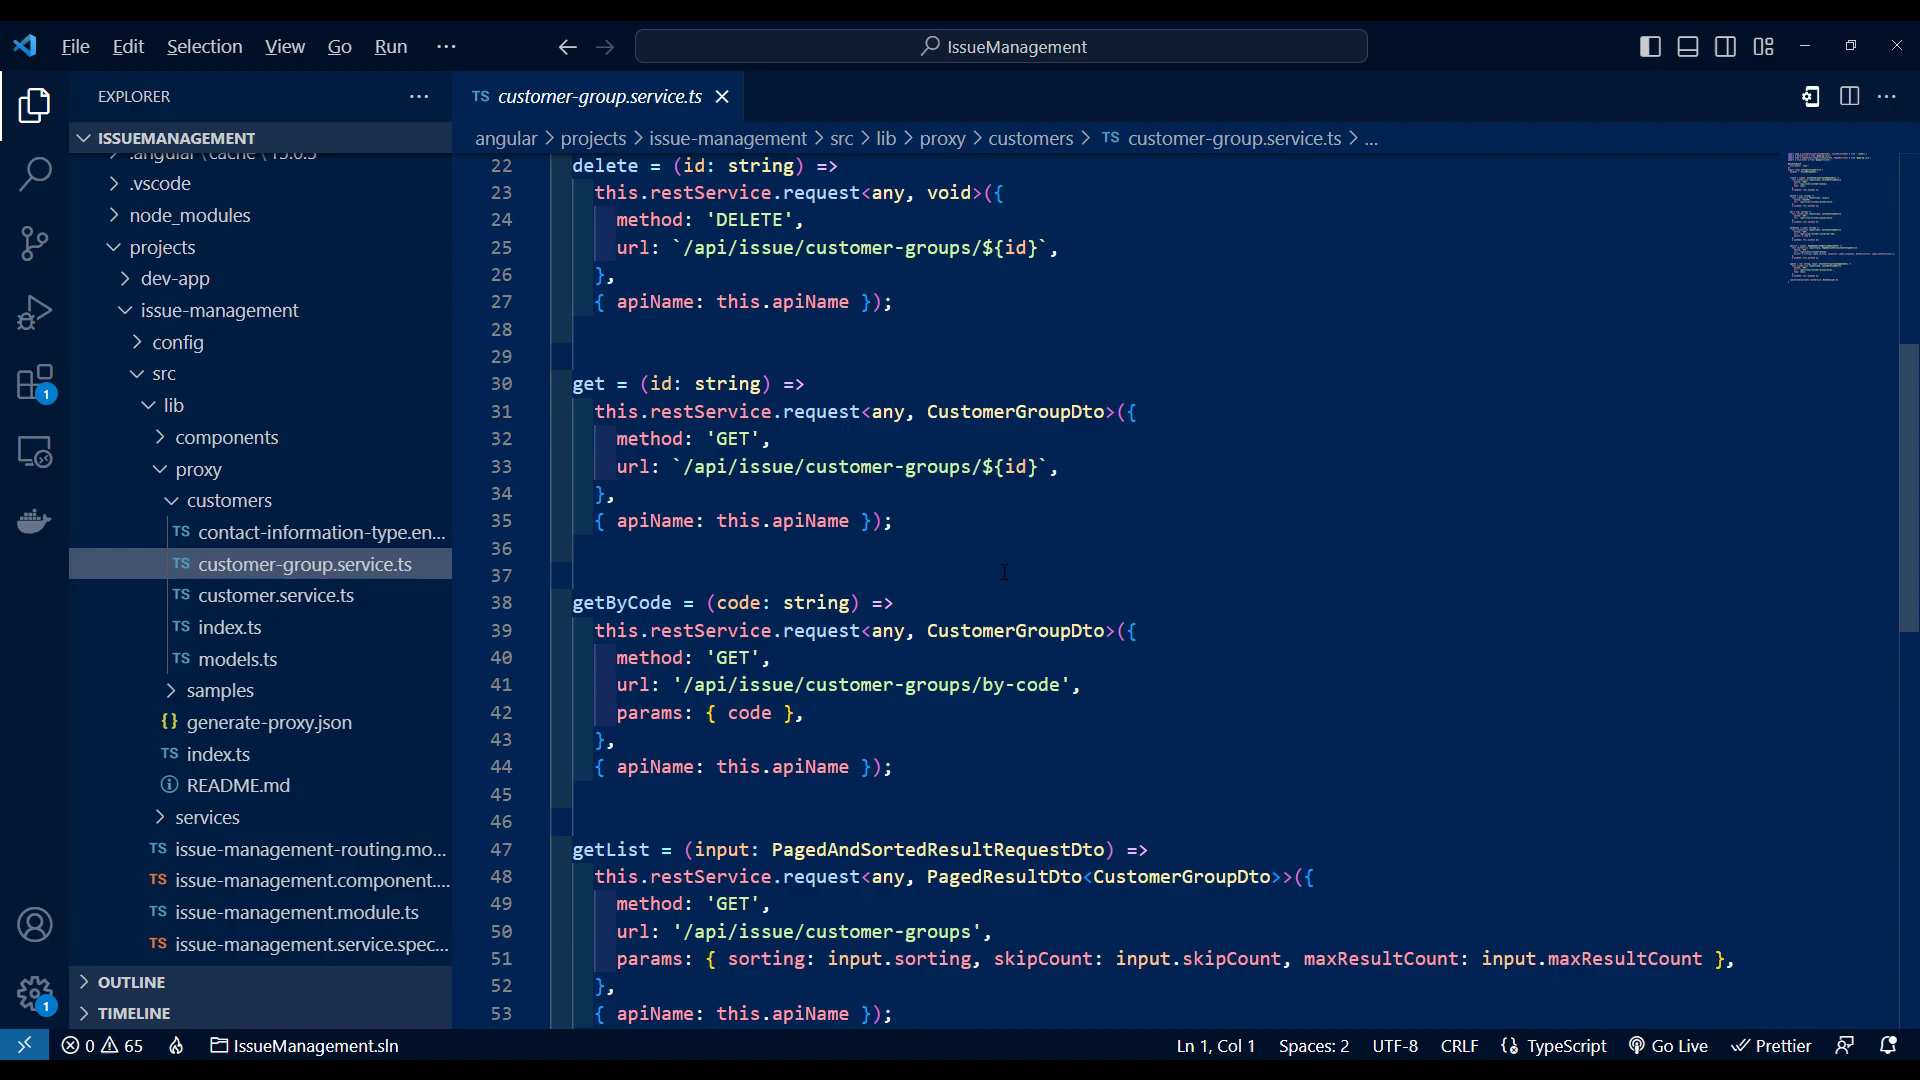 File Edit Selection View Go Run ···
IssueManagement
EXPLORER
ISSUEMANAGEMENT
.vscode
node_modules
projects
dev-app
issue-management
config
src
lib
components
proxy
customers
TS contact-information-type.en...
TS customer-group.service.ts
TS customer.service.ts
TS index.ts
TS models.ts
samples
{} generate-proxy.json
TS index.ts
README.md
services
TS issue-management-routing.mo...
TS issue-management.component....
TS issue-management.module.ts
TS issue-management.service.spec...
OUTLINE
TIMELINE
TS customer-group.service.ts
angular > projects > issue-management > src > lib > proxy > customers > TS customer-group.service.ts > ...
22 delete = (id: string) =>
23 this.restService.request<any, void>({
24 method: 'DELETE',
25 url: `/api/issue/customer-groups/${id}`,
26 },
27 { apiName: this.apiName });
28
29
30 get = (id: string) =>
31 this.restService.request<any, CustomerGroupDto>({
32 method: 'GET',
33 url: `/api/issue/customer-groups/${id}`,
34 },
35 { apiName: this.apiName });
36
37
38 getByCode = (code: string) =>
39 this.restService.request<any, CustomerGroupDto>({
40 method: 'GET',
41 url: '/api/issue/customer-groups/by-code',
42 params: { code },
43 },
44 { apiName: this.apiName });
45
46
47 getList = (input: PagedAndSortedResultRequestDto) =>
48 this.restService.request<any, PagedResultDto<CustomerGroupDto>>({
49 method: 'GET',
50 url: '/api/issue/customer-groups',
51 params: { sorting: input.sorting, skipCount: input.skipCount, maxResultCount: input.maxResultCount },
52 },
53 { apiName: this.apiName });
1
1
0 65 IssueManagement.sln
Ln 1, Col 1 Spaces: 2 UTF-8 CRLF {} TypeScript Go Live Prettier